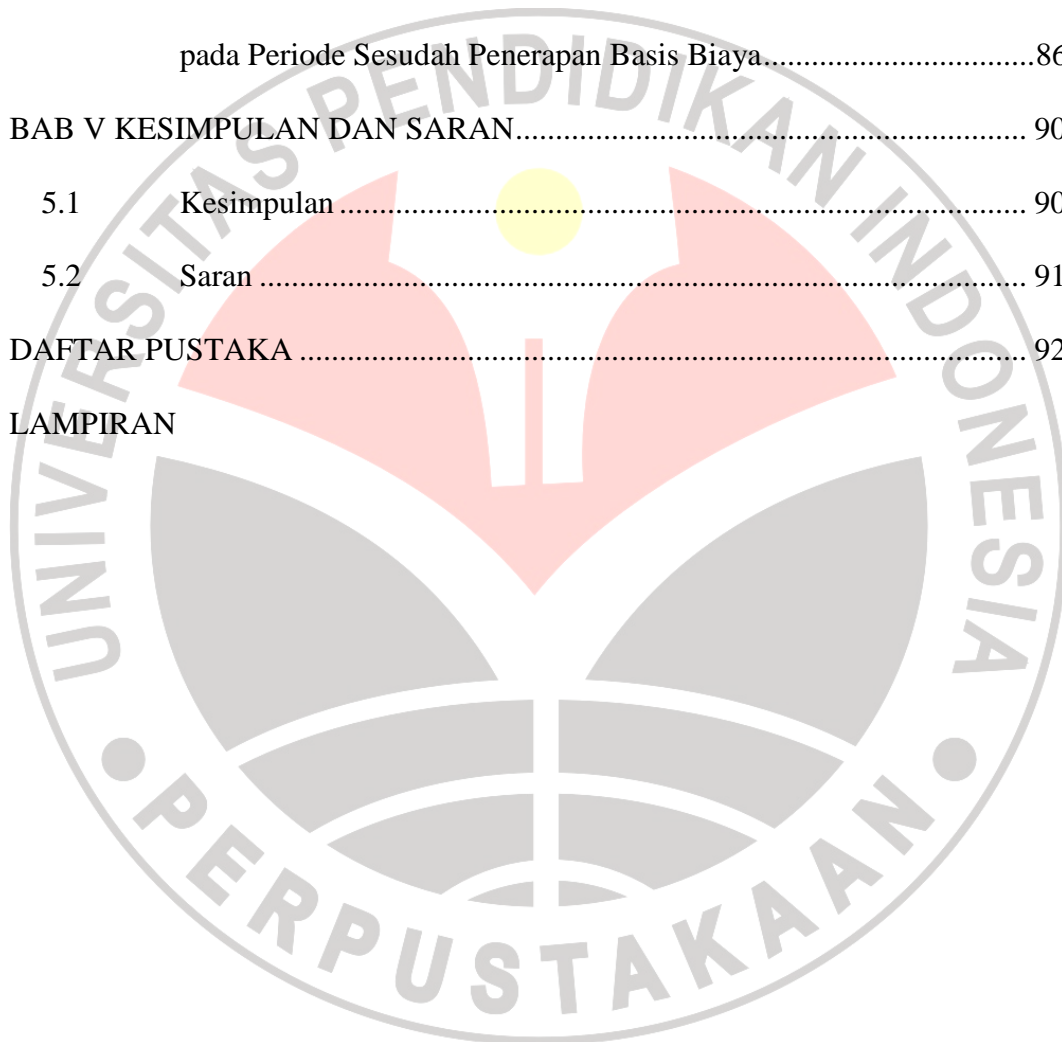 pada Periode Sesudah Penerapan Basis Biaya.................................86
BAB V KESIMPULAN DAN SARAN............................................................... 90
5.1 Kesimpulan ..................................................................................... 90
5.2 Saran ............................................................................................... 91
DAFTAR PUSTAKA .......................................................................................... 92
LAMPIRAN
UNIVERSITAS PENDIDIKAN INDONESIA
PERPUSTAKAAN